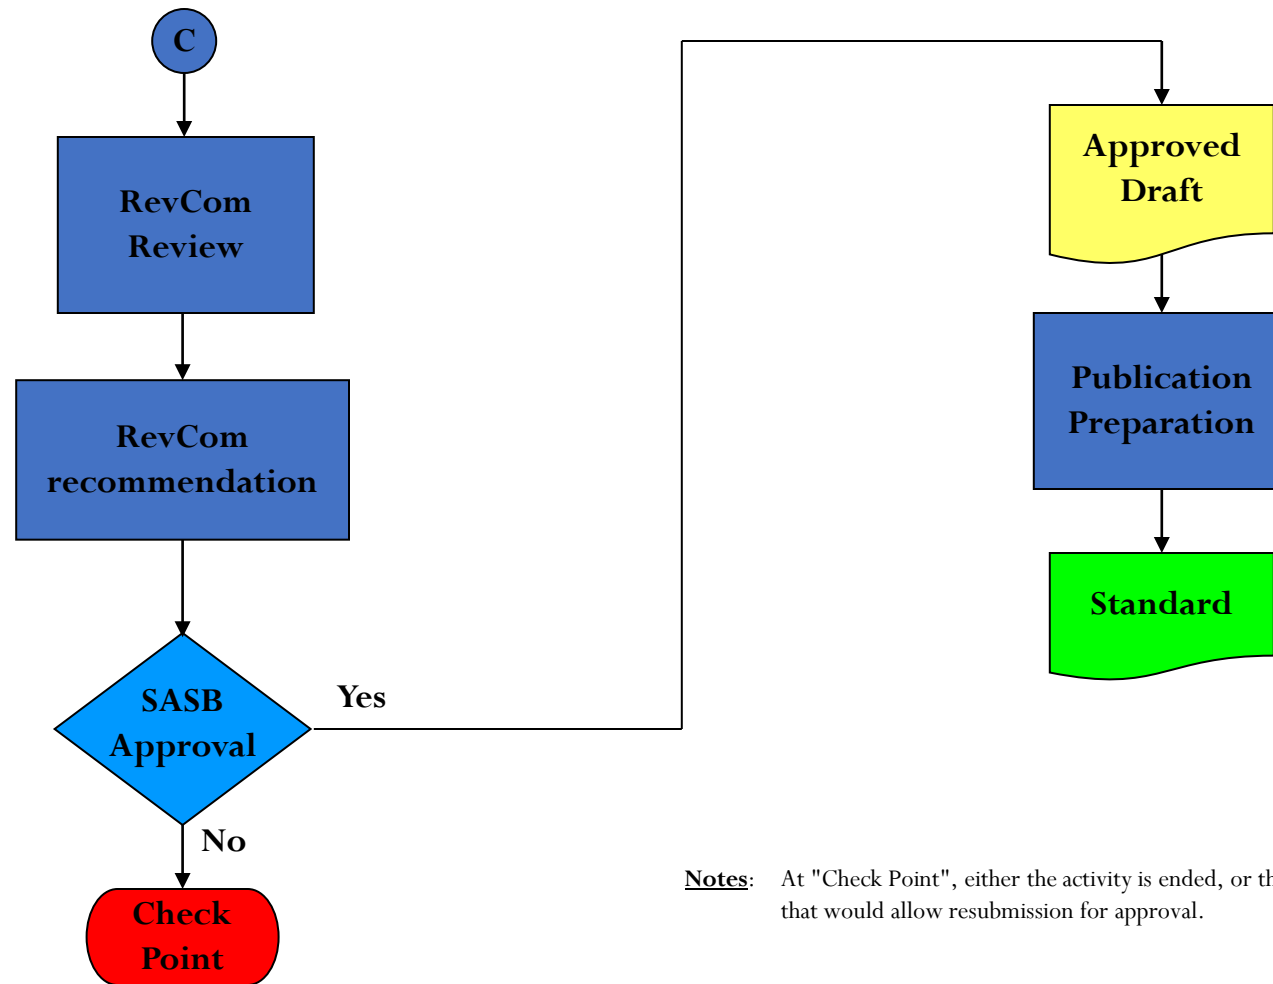 C
RevCom
Review
RevCom
recommendation
SASB
Approval
Yes
No
Check
Point
Approved
Draft
Publication
Preparation
Standard
Notes: At "Check Point", either the activity is ended, or
that would allow resubmission for approval.